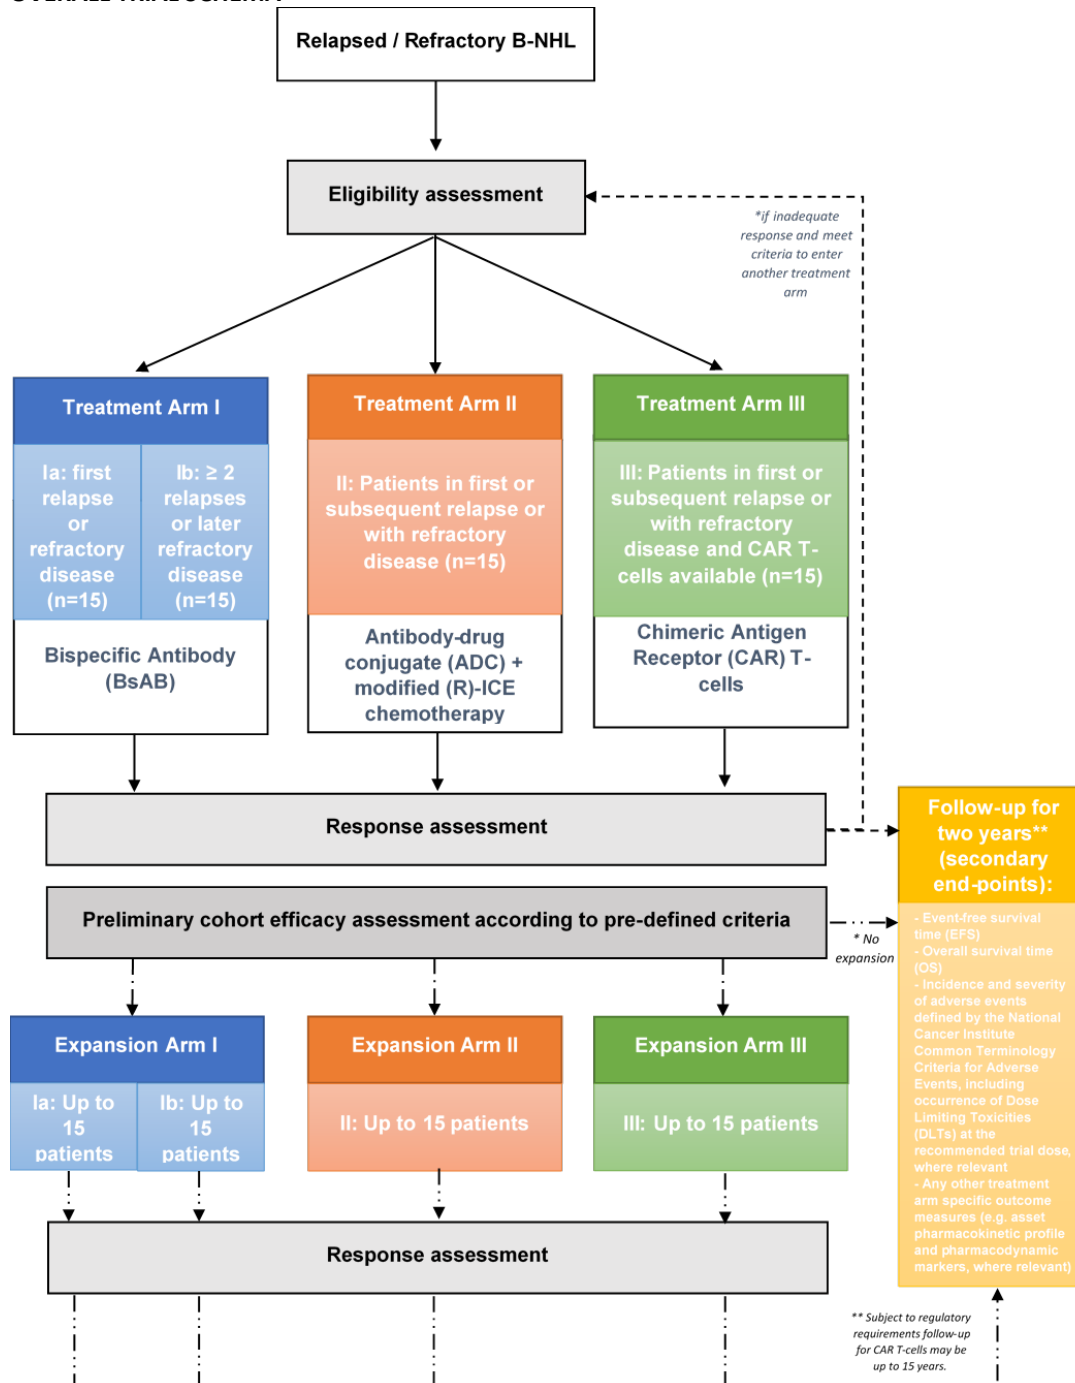 Relapsed / Refractory B-NHL
Eligibility assessment
*if inadequate
response and meet
criteria to enter
another treatment
arm
Treatment Arm I
Ia: first
relapse
or
refractory
disease
(n=15)
Ib: ≥ 2
relapses
or later
refractory
disease
(n=15)
Bispecific Antibody
(BsAB)
Treatment Arm II
II: Patients in first or
subsequent relapse or
with refractory
disease (n=15)
Antibody-drug
conjugate (ADC) +
modified (R)-ICE
chemotherapy
Treatment Arm III
III: Patients in first or
subsequent relapse or
with refractory
disease and CAR T-
cells available (n=15)
Chimeric Antigen
Receptor (CAR) T-
cells
Response assessment
Preliminary cohort efficacy assessment according to pre-defined criteria
* No
expansion
Expansion Arm I
Ia: Up to
15
patients
Ib: Up to
15
patients
Expansion Arm II
II: Up to 15 patients
Expansion Arm III
III: Up to 15 patients
Response assessment
Follow-up for
two years**
(secondary
end-points):
- Event-free survival
time (EFS)
- Overall survival time
(OS)
- Incidence and severity
of adverse events
defined by the National
Cancer Institute
Common Terminology
Criteria for Adverse
Events, including
occurrence of Dose
Limiting Toxicities
(DLTs) at the
recommended trial dose,
where relevant
- Any other treatment
arm specific outcome
measures (e.g. asset
pharmacokinetic profile
and pharmacodynamic
markers, where relevant)
** Subject to regulatory
requirements follow-up
for CAR T-cells may be
up to 15 years.